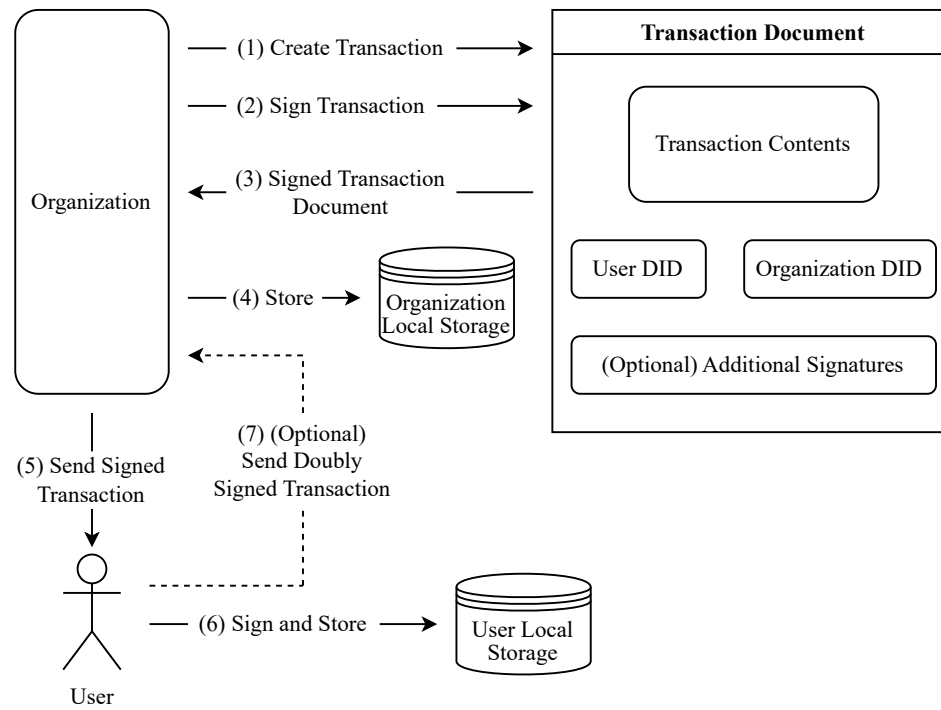 (1) Create Transaction
Transaction Document
(2) Sign Transaction
Transaction Contents
(3) Signed Transaction
Document
Organization
User DID
Organization DID
(4) Store
Organization
Local Storage
(Optional) Additional Signatures
(7) (Optional)
Send Doubly
Signed Transaction
(5) Send Signed
Transaction
(6) Sign and Store
User Local
Storage
User